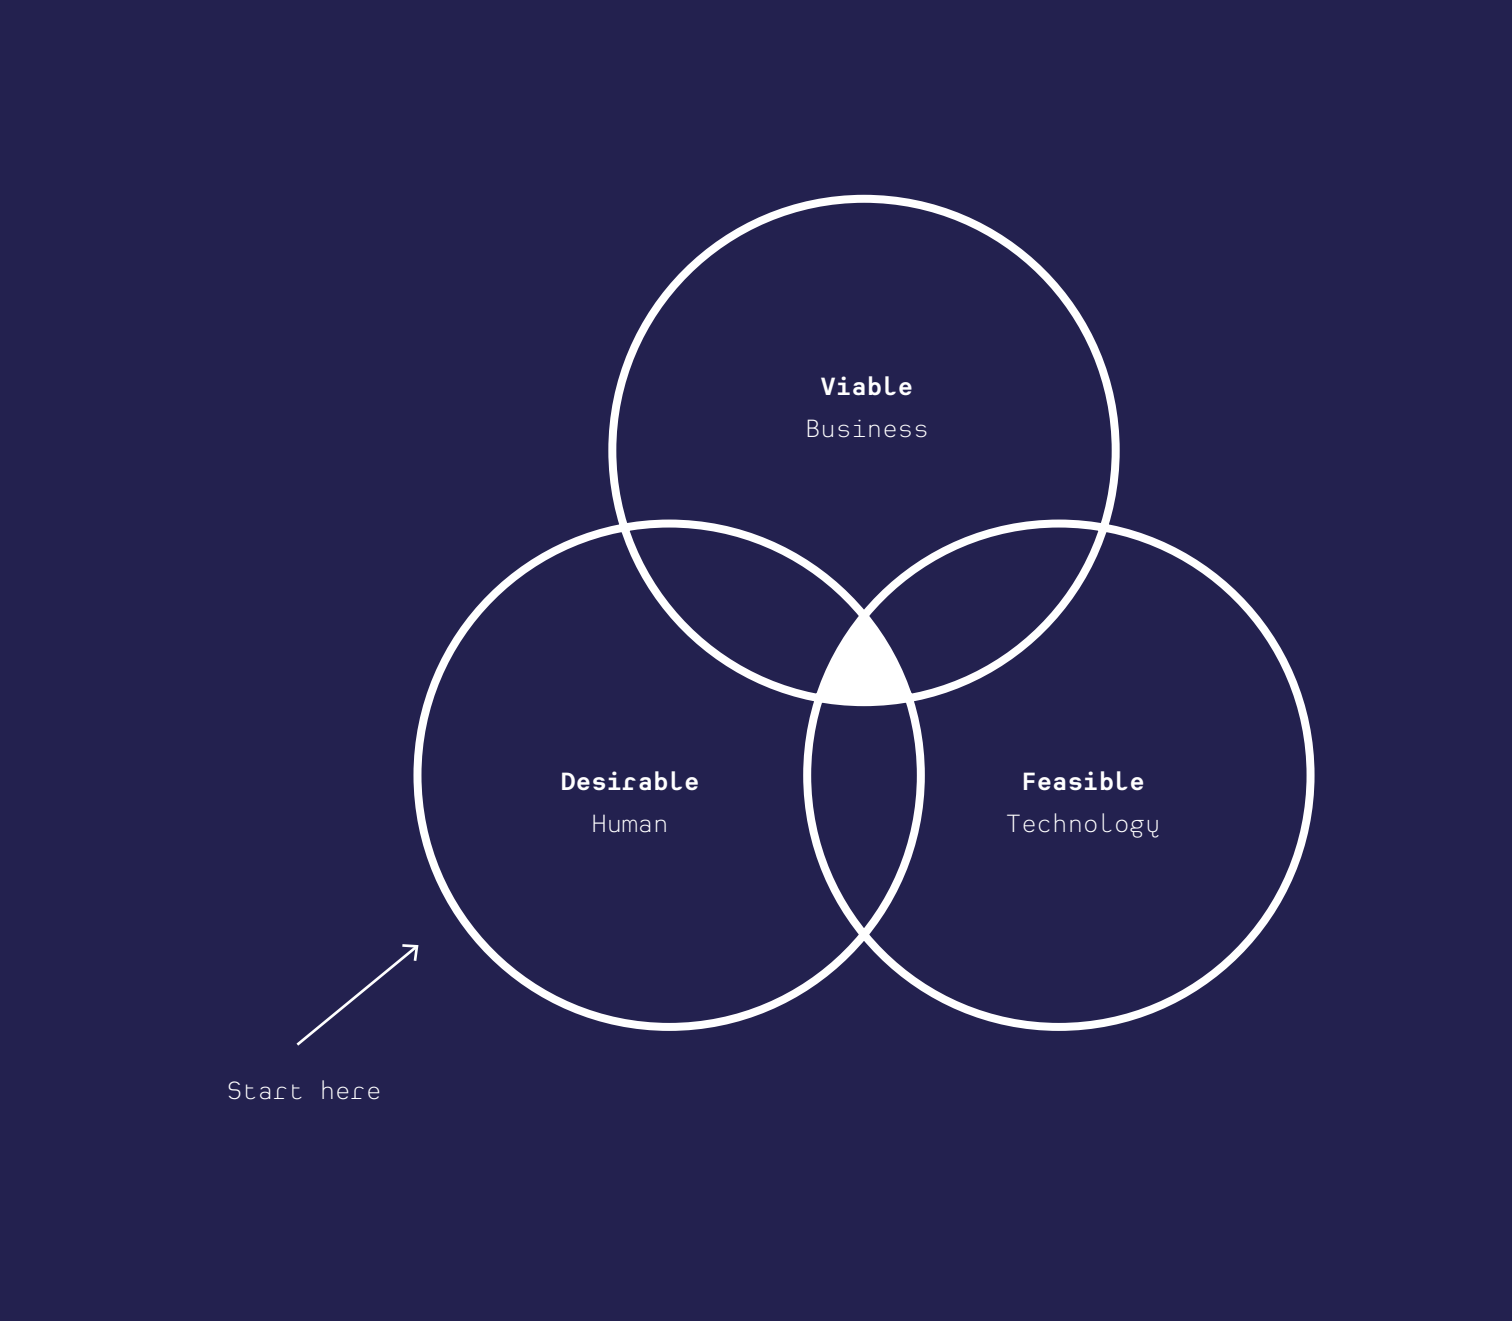 Viable
Business
Desirable
Human
Feasible
Technology
Start here